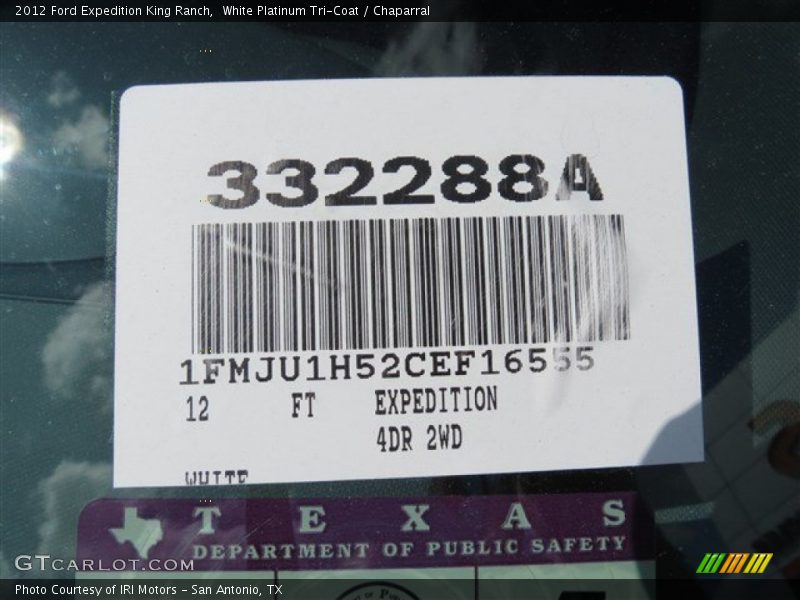 2012 Ford Expedition King Ranch,  White Platinum Tri-Coat / Chaparral
332288A
1FMJU1H52CEF16555
12 FT EXPEDITION
4DR 2WD
WHITE
TEXAS
DEPARTMENT OF PUBLIC SAFETY
GTCARLOT.COM
Photo Courtesy of IRI Motors - San Antonio, TX